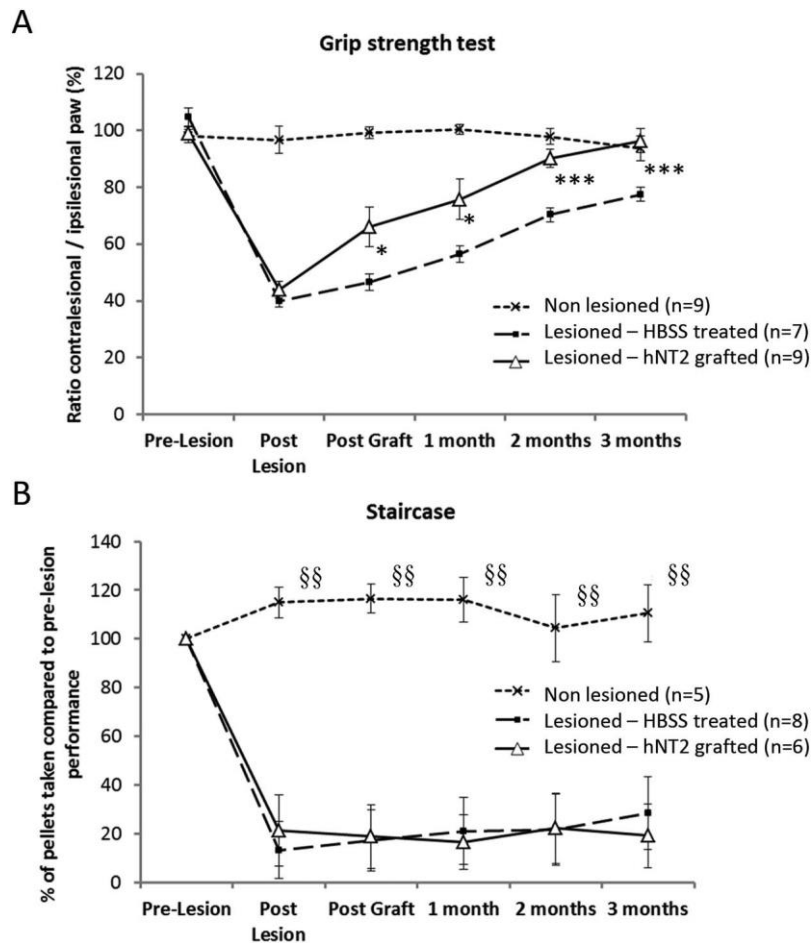 A
Grip strength test
Ratio contralesional / ipsilesional paw (%)
120
100
80
60
40
20
0
*
*
***
***
Non lesioned (n=9)
Lesioned – HBSS treated (n=7)
Lesioned – hNT2 grafted (n=9)
Pre-Lesion
Post
Lesion
Post Graft
1 month
2 months
3 months
B
Staircase
% of pellets taken compared to pre-lesion
performance
140
120
100
80
60
40
20
0
§§
§§
§§
§§
§§
Non lesioned (n=5)
Lesioned – HBSS treated (n=8)
Lesioned – hNT2 grafted (n=6)
Pre-Lesion
Post
Lesion
Post Graft
1 month
2 months
3 months